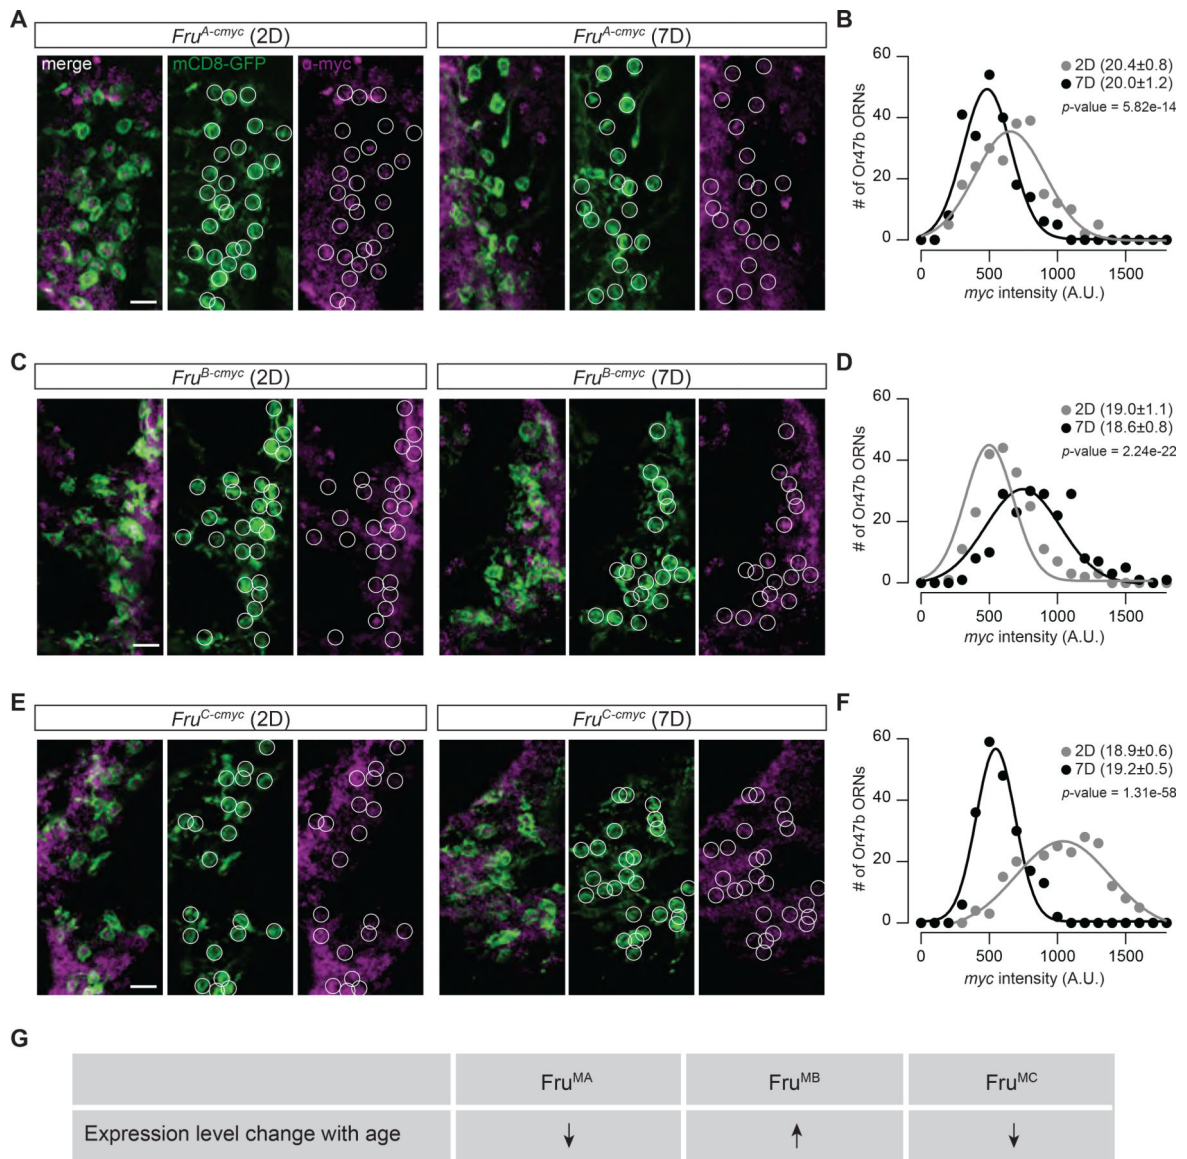 A
Fru^A-cmyc (2D)
Fru^A-cmyc (7D)
merge
mCD8-GFP
α-myc
B
60
40
20
0
# of Or47b ORNs
2D (20.4±0.8)
7D (20.0±1.2)
p-value = 5.82e-14
0 500 1000 1500
myc intensity (A.U.)
C
Fru^B-cmyc (2D)
Fru^B-cmyc (7D)
D
60
40
20
0
# of Or47b ORNs
2D (19.0±1.1)
7D (18.6±0.8)
p-value = 2.24e-22
0 500 1000 1500
myc intensity (A.U.)
E
Fru^C-cmyc (2D)
Fru^C-cmyc (7D)
F
60
40
20
0
# of Or47b ORNs
2D (18.9±0.6)
7D (19.2±0.5)
p-value = 1.31e-58
0 500 1000 1500
myc intensity (A.U.)
G
Fru^MA Fru^MB Fru^MC
Expression level change with age ↓ ↑ ↓